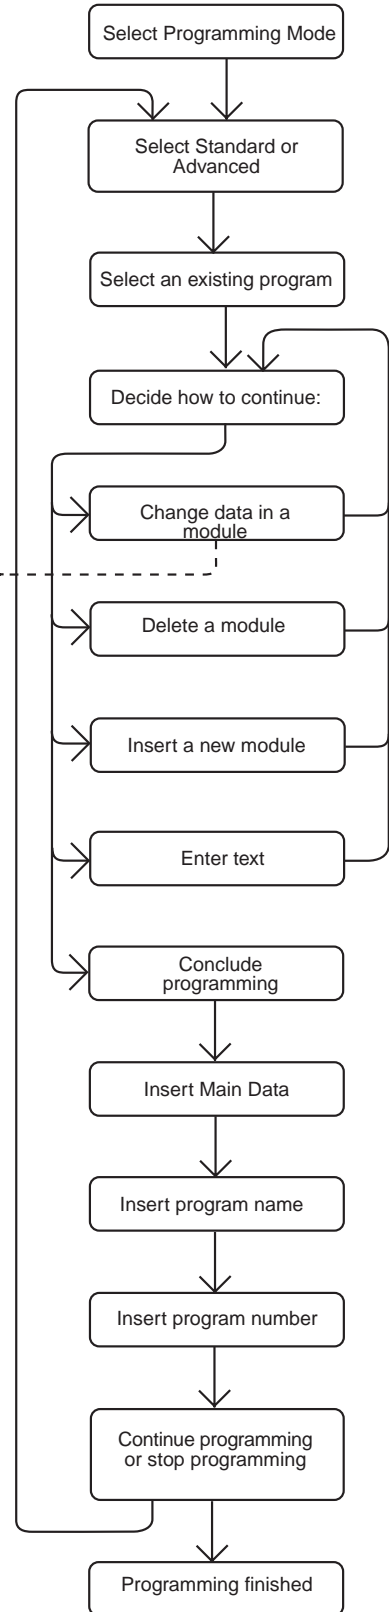 Select Programming Mode
Select Standard or
Advanced
Select an existing program
Decide how to continue:
Change data in a
module
Delete a module
Insert a new module
Enter text
Conclude
programming
Insert Main Data
Insert program name
Insert program number
Continue programming
or stop programming
Programming finished